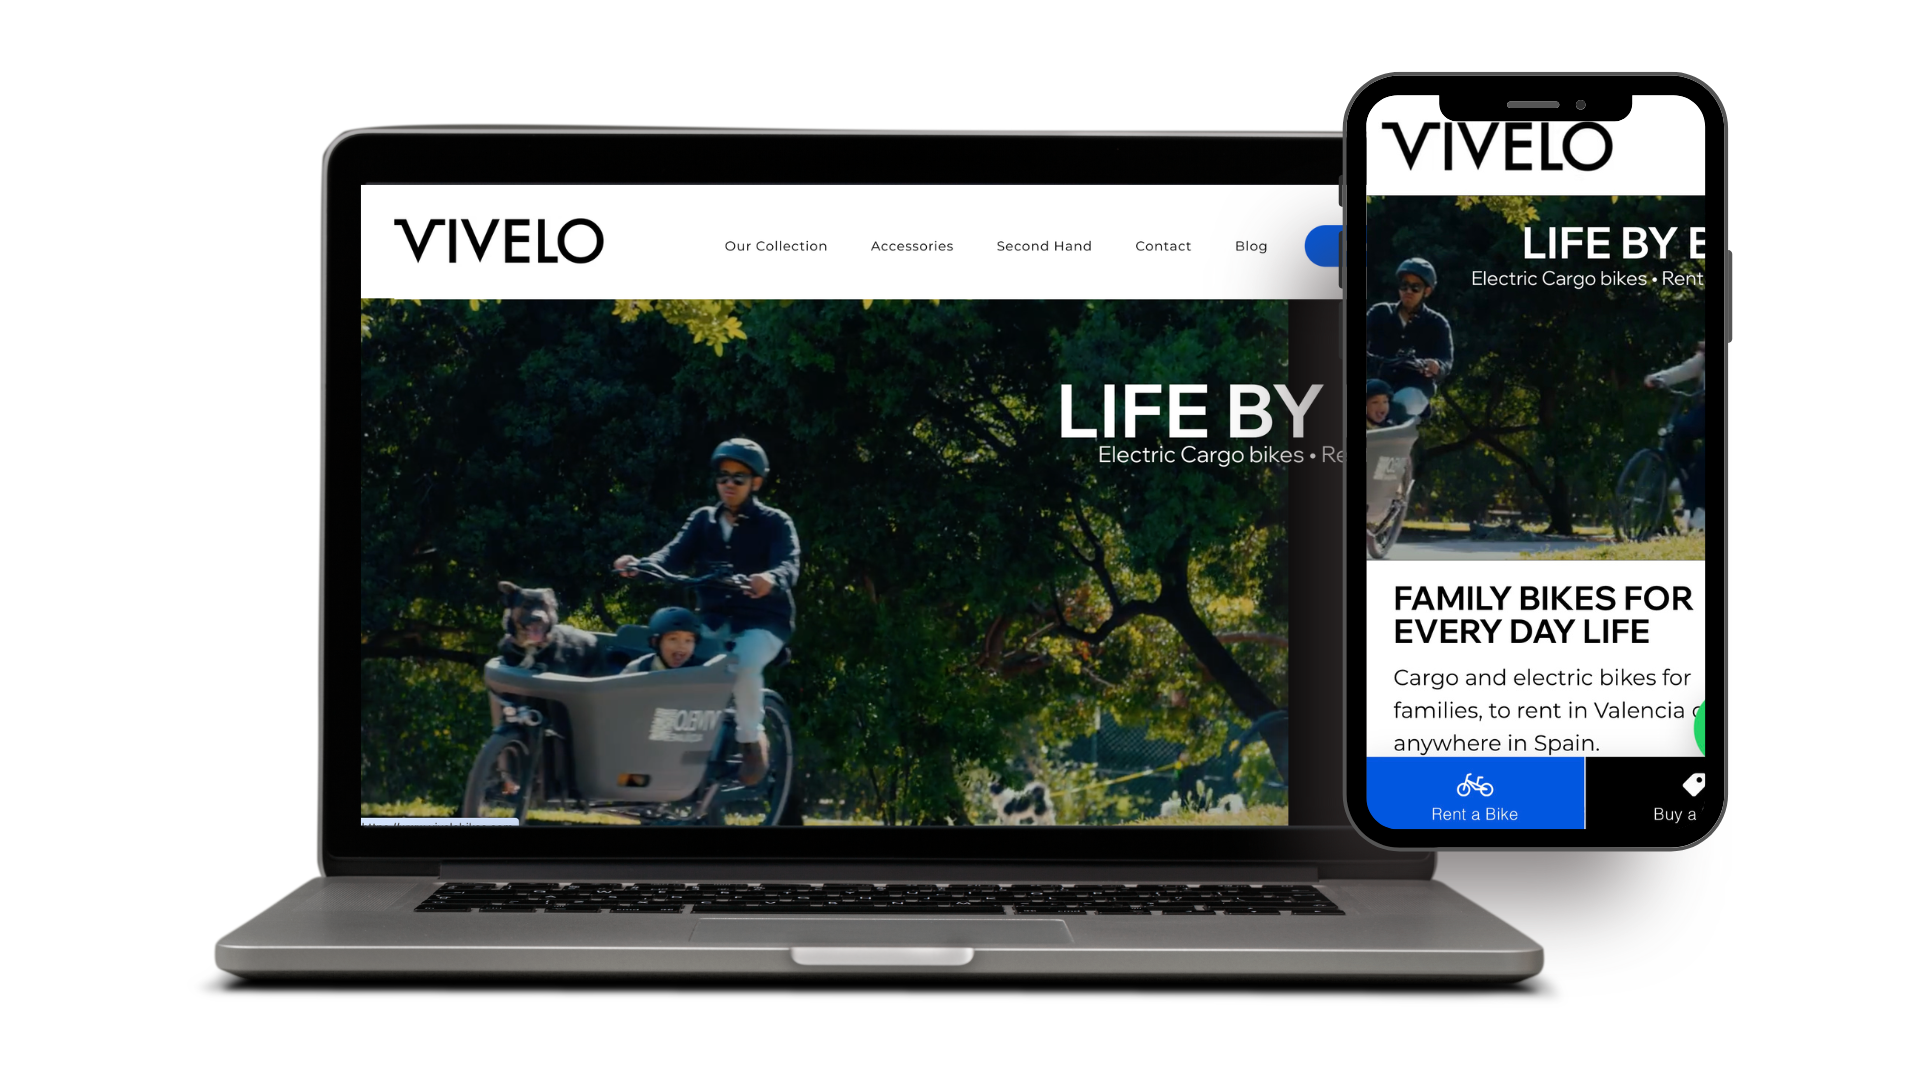 VIVELO
Our Collection Accessories Second Hand Contact Blog
LIFE BY
Electric Cargo bikes • Re
VIVELO
LIFE BY
Electric Cargo bikes • Rent
FAMILY BIKES FOR
EVERY DAY LIFE
Cargo and electric bikes for
families, to rent in Valencia
anywhere in Spain.
Rent a Bike
Buy a